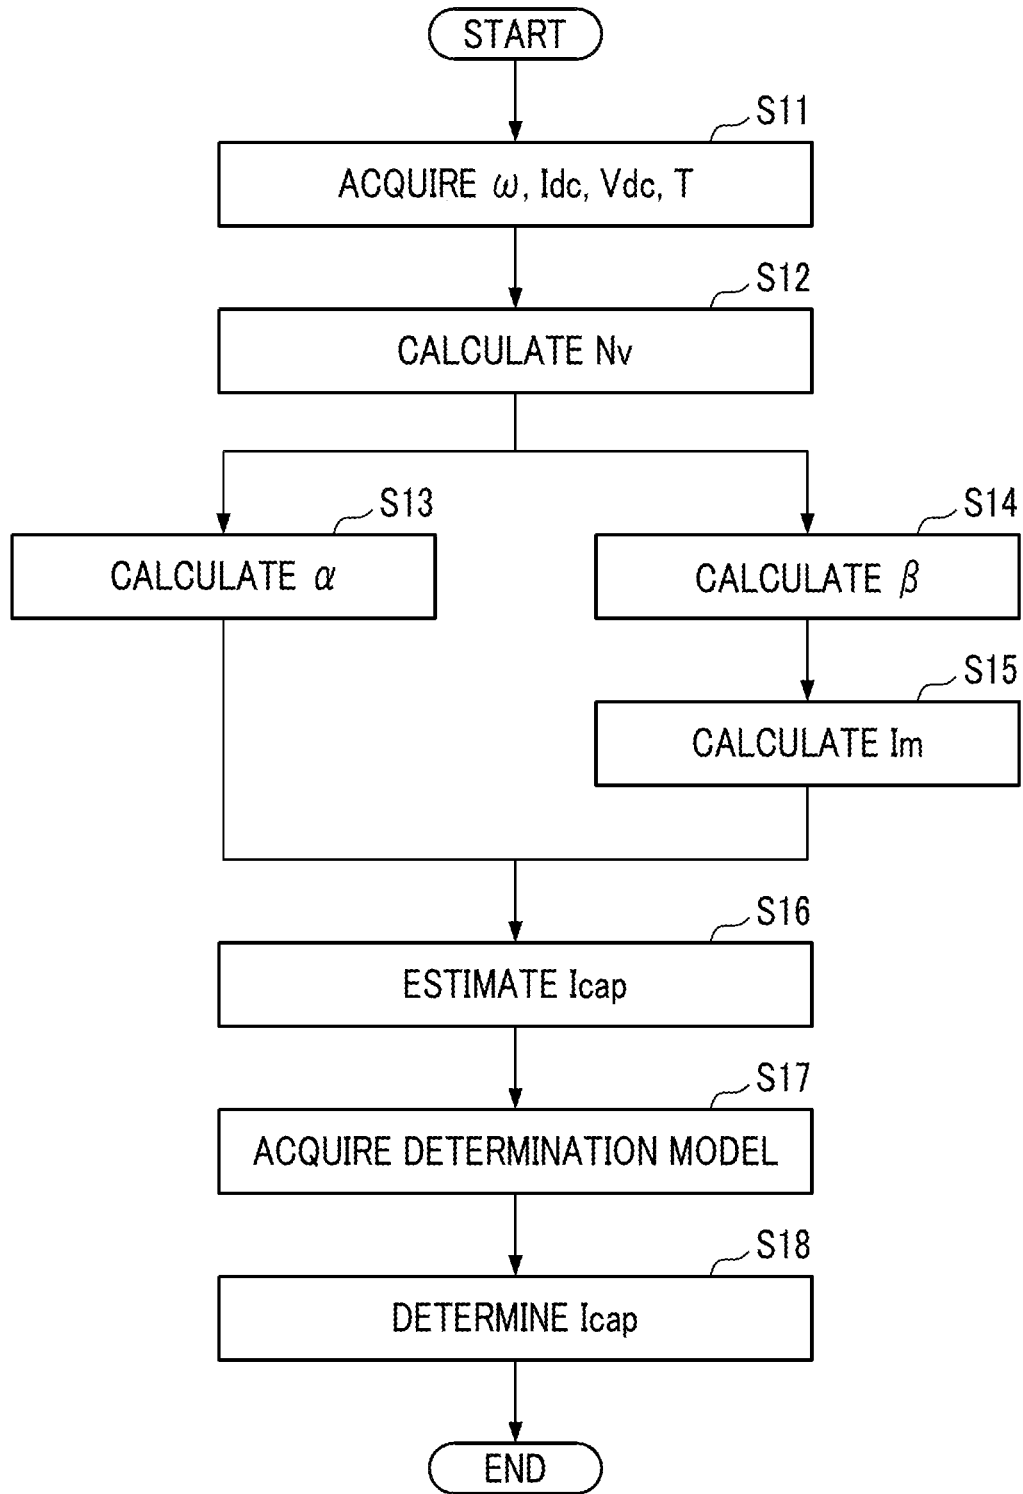 START
S11
ACQUIRE ω, Idc, Vdc, T
S12
CALCULATE Nv
S13
CALCULATE α
S14
CALCULATE β
S15
CALCULATE Im
S16
ESTIMATE Icap
S17
ACQUIRE DETERMINATION MODEL
S18
DETERMINE Icap
END